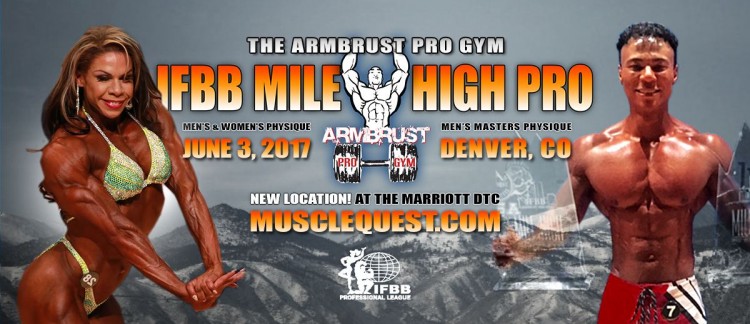 THE ARMBRUST PRO GYM
IFBB MILE HIGH PRO
MEN'S & WOMEN'S PHYSIQUE
JUNE 3, 2017
ARMBRUST
PRO GYM
MEN'S MASTERS PHYSIQUE
DENVER, CO
NEW LOCATION! AT THE MARRIOTT DTC
MUSCLEQUEST.COM
IFBB
PROFESSIONAL LEAGUE
7